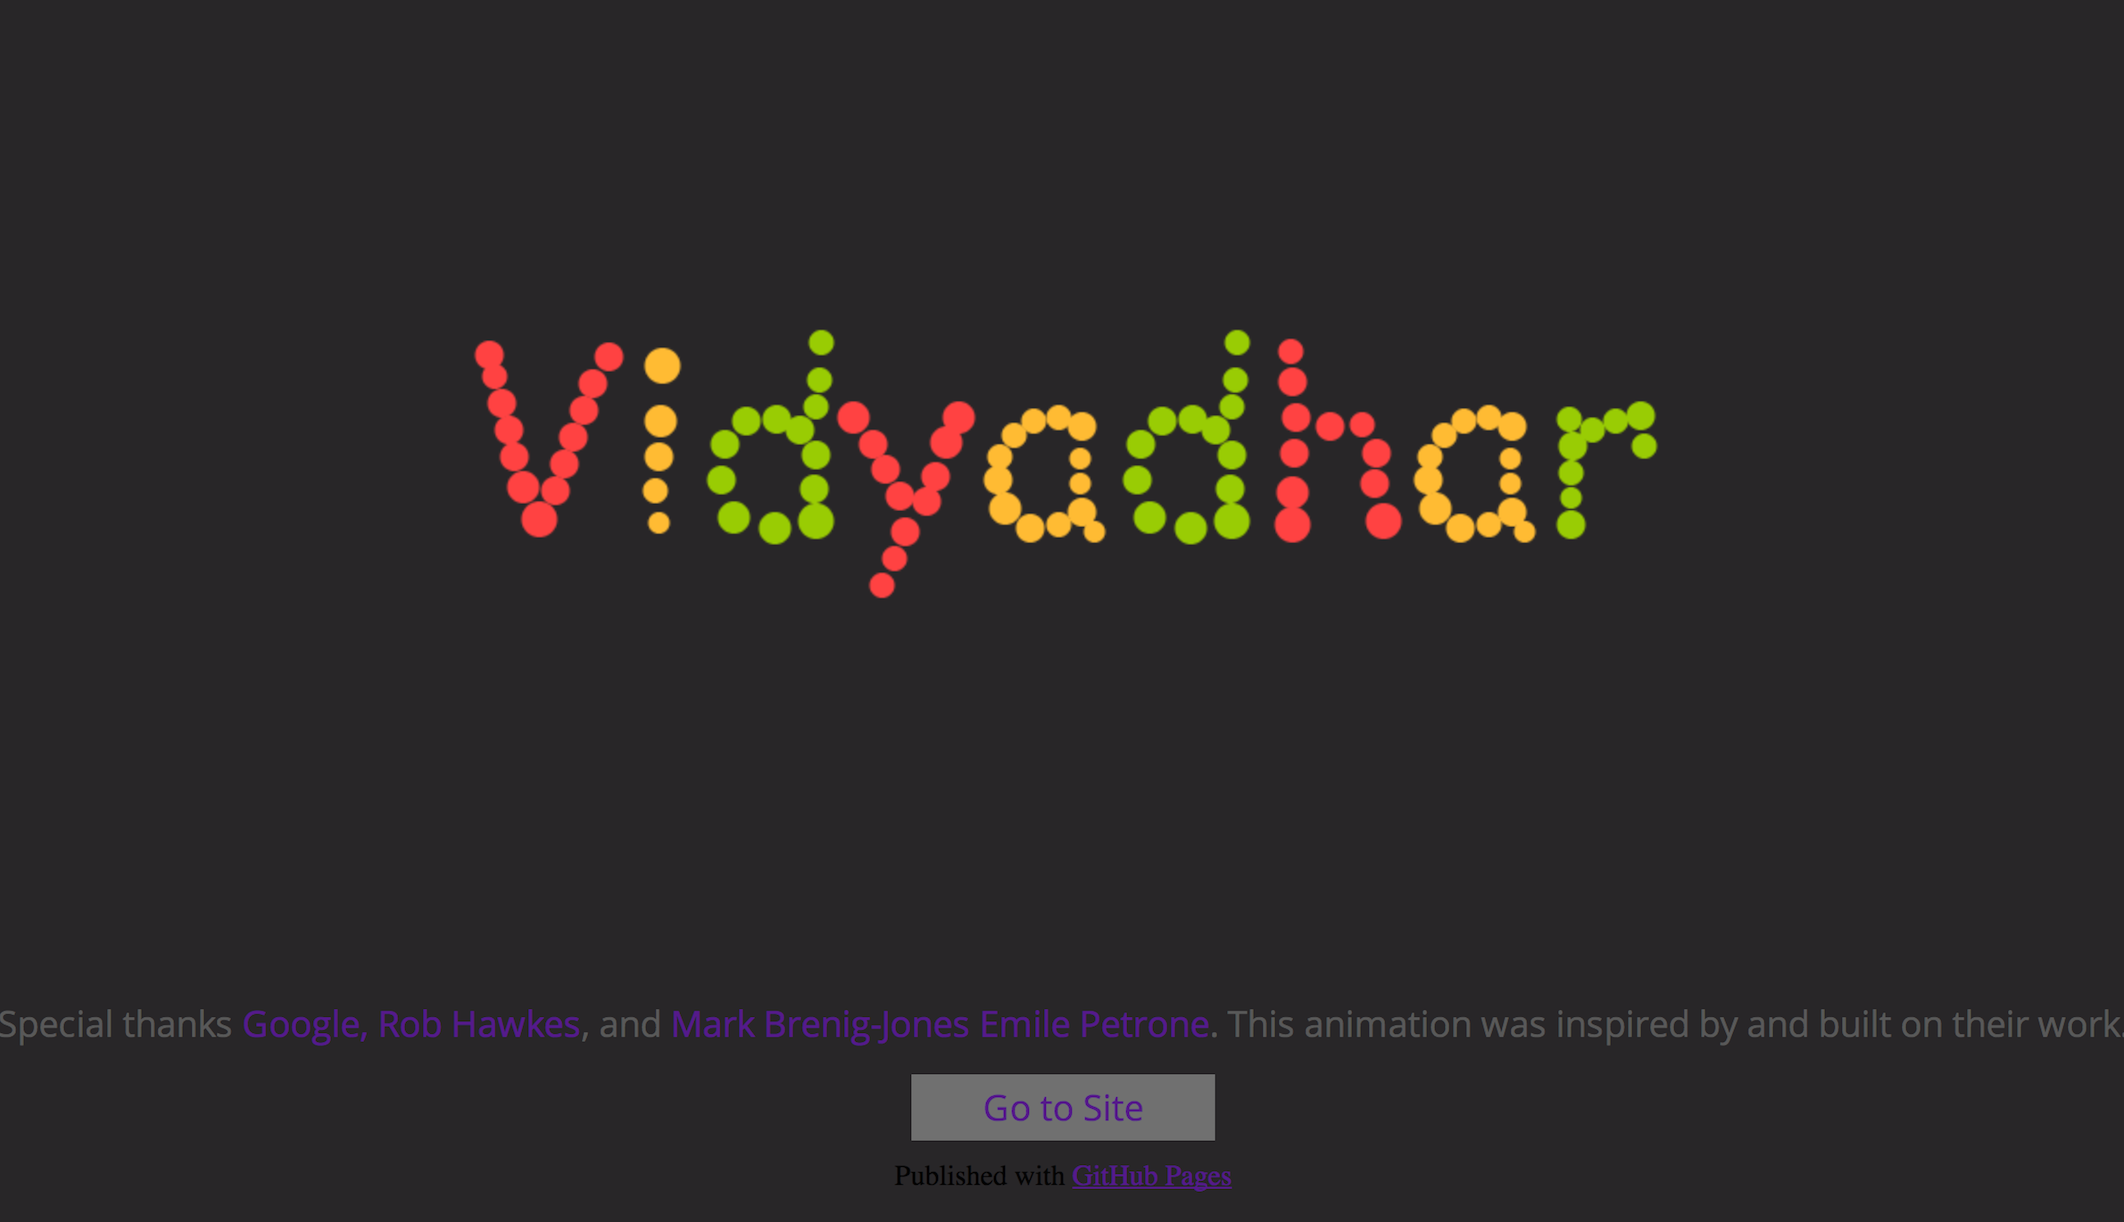 Vidyadhar
Special thanks Google, Rob Hawkes, and Mark Brenig-Jones Emile Petrone. This animation was inspired by and built on their work.
Go to Site
Published with GitHub Pages